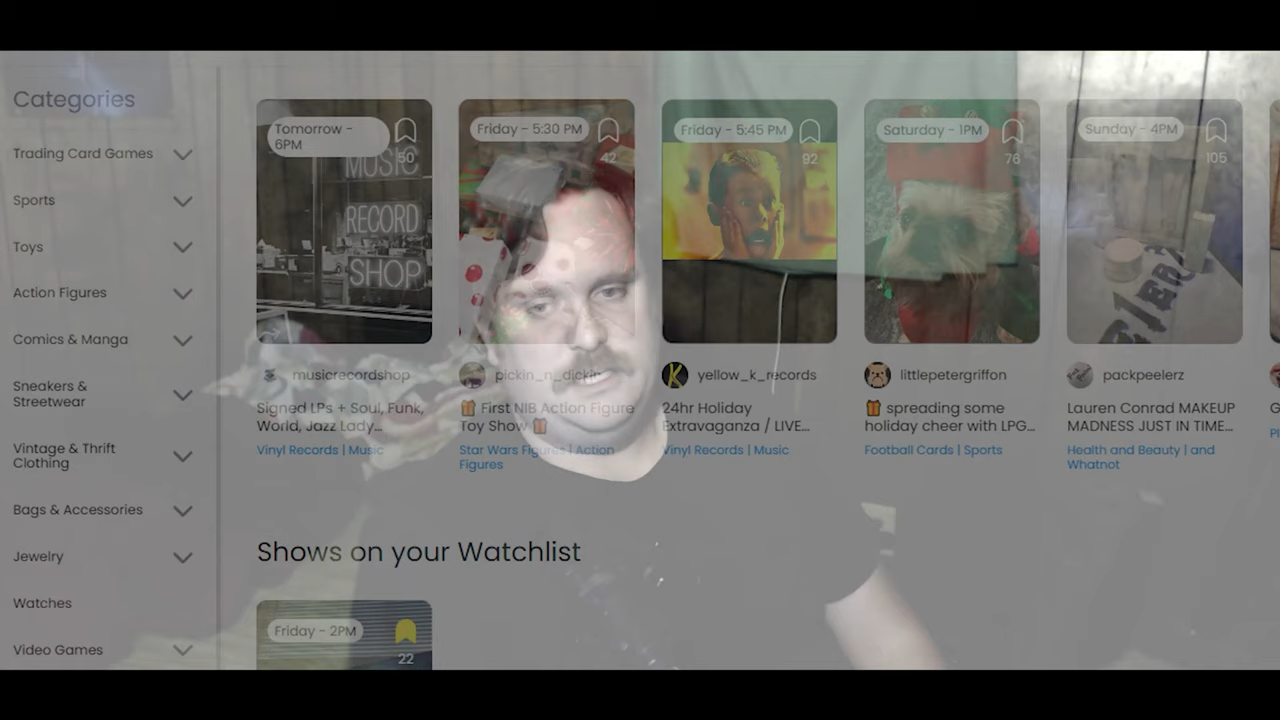 Categories
Trading Card Games
Sports
Toys
Action Figures
Comics & Manga
Sneakers &
Streetwear
Vintage & Thrift
Clothing
Bags & Accessories
Jewelry
Watches
Video Games
Tomorrow -
6PM
50
MUSIC
RECORD
SHOP
musicrecordshop
Signed LPs + Soul, Funk,
World, Jazz Lady...
Vinyl Records | Music
Friday - 5:30 PM
42
pickin_n_dickin
🎁 First NIB Action Figure
Toy Show 🎁
Star Wars Figures | Action
Figures
Friday - 5:45 PM
92
yellow_k_records
24hr Holiday
Extravaganza / LIVE...
Vinyl Records | Music
Saturday - 1PM
76
littlepetergriffon
🎁 spreading some
holiday cheer with LPG...
Football Cards | Sports
Sunday - 4PM
105
packpeelerz
Lauren Conrad MAKEUP
MADNESS JUST IN TIME...
Health and Beauty | and
Whatnot
Shows on your Watchlist
Friday - 2PM
22